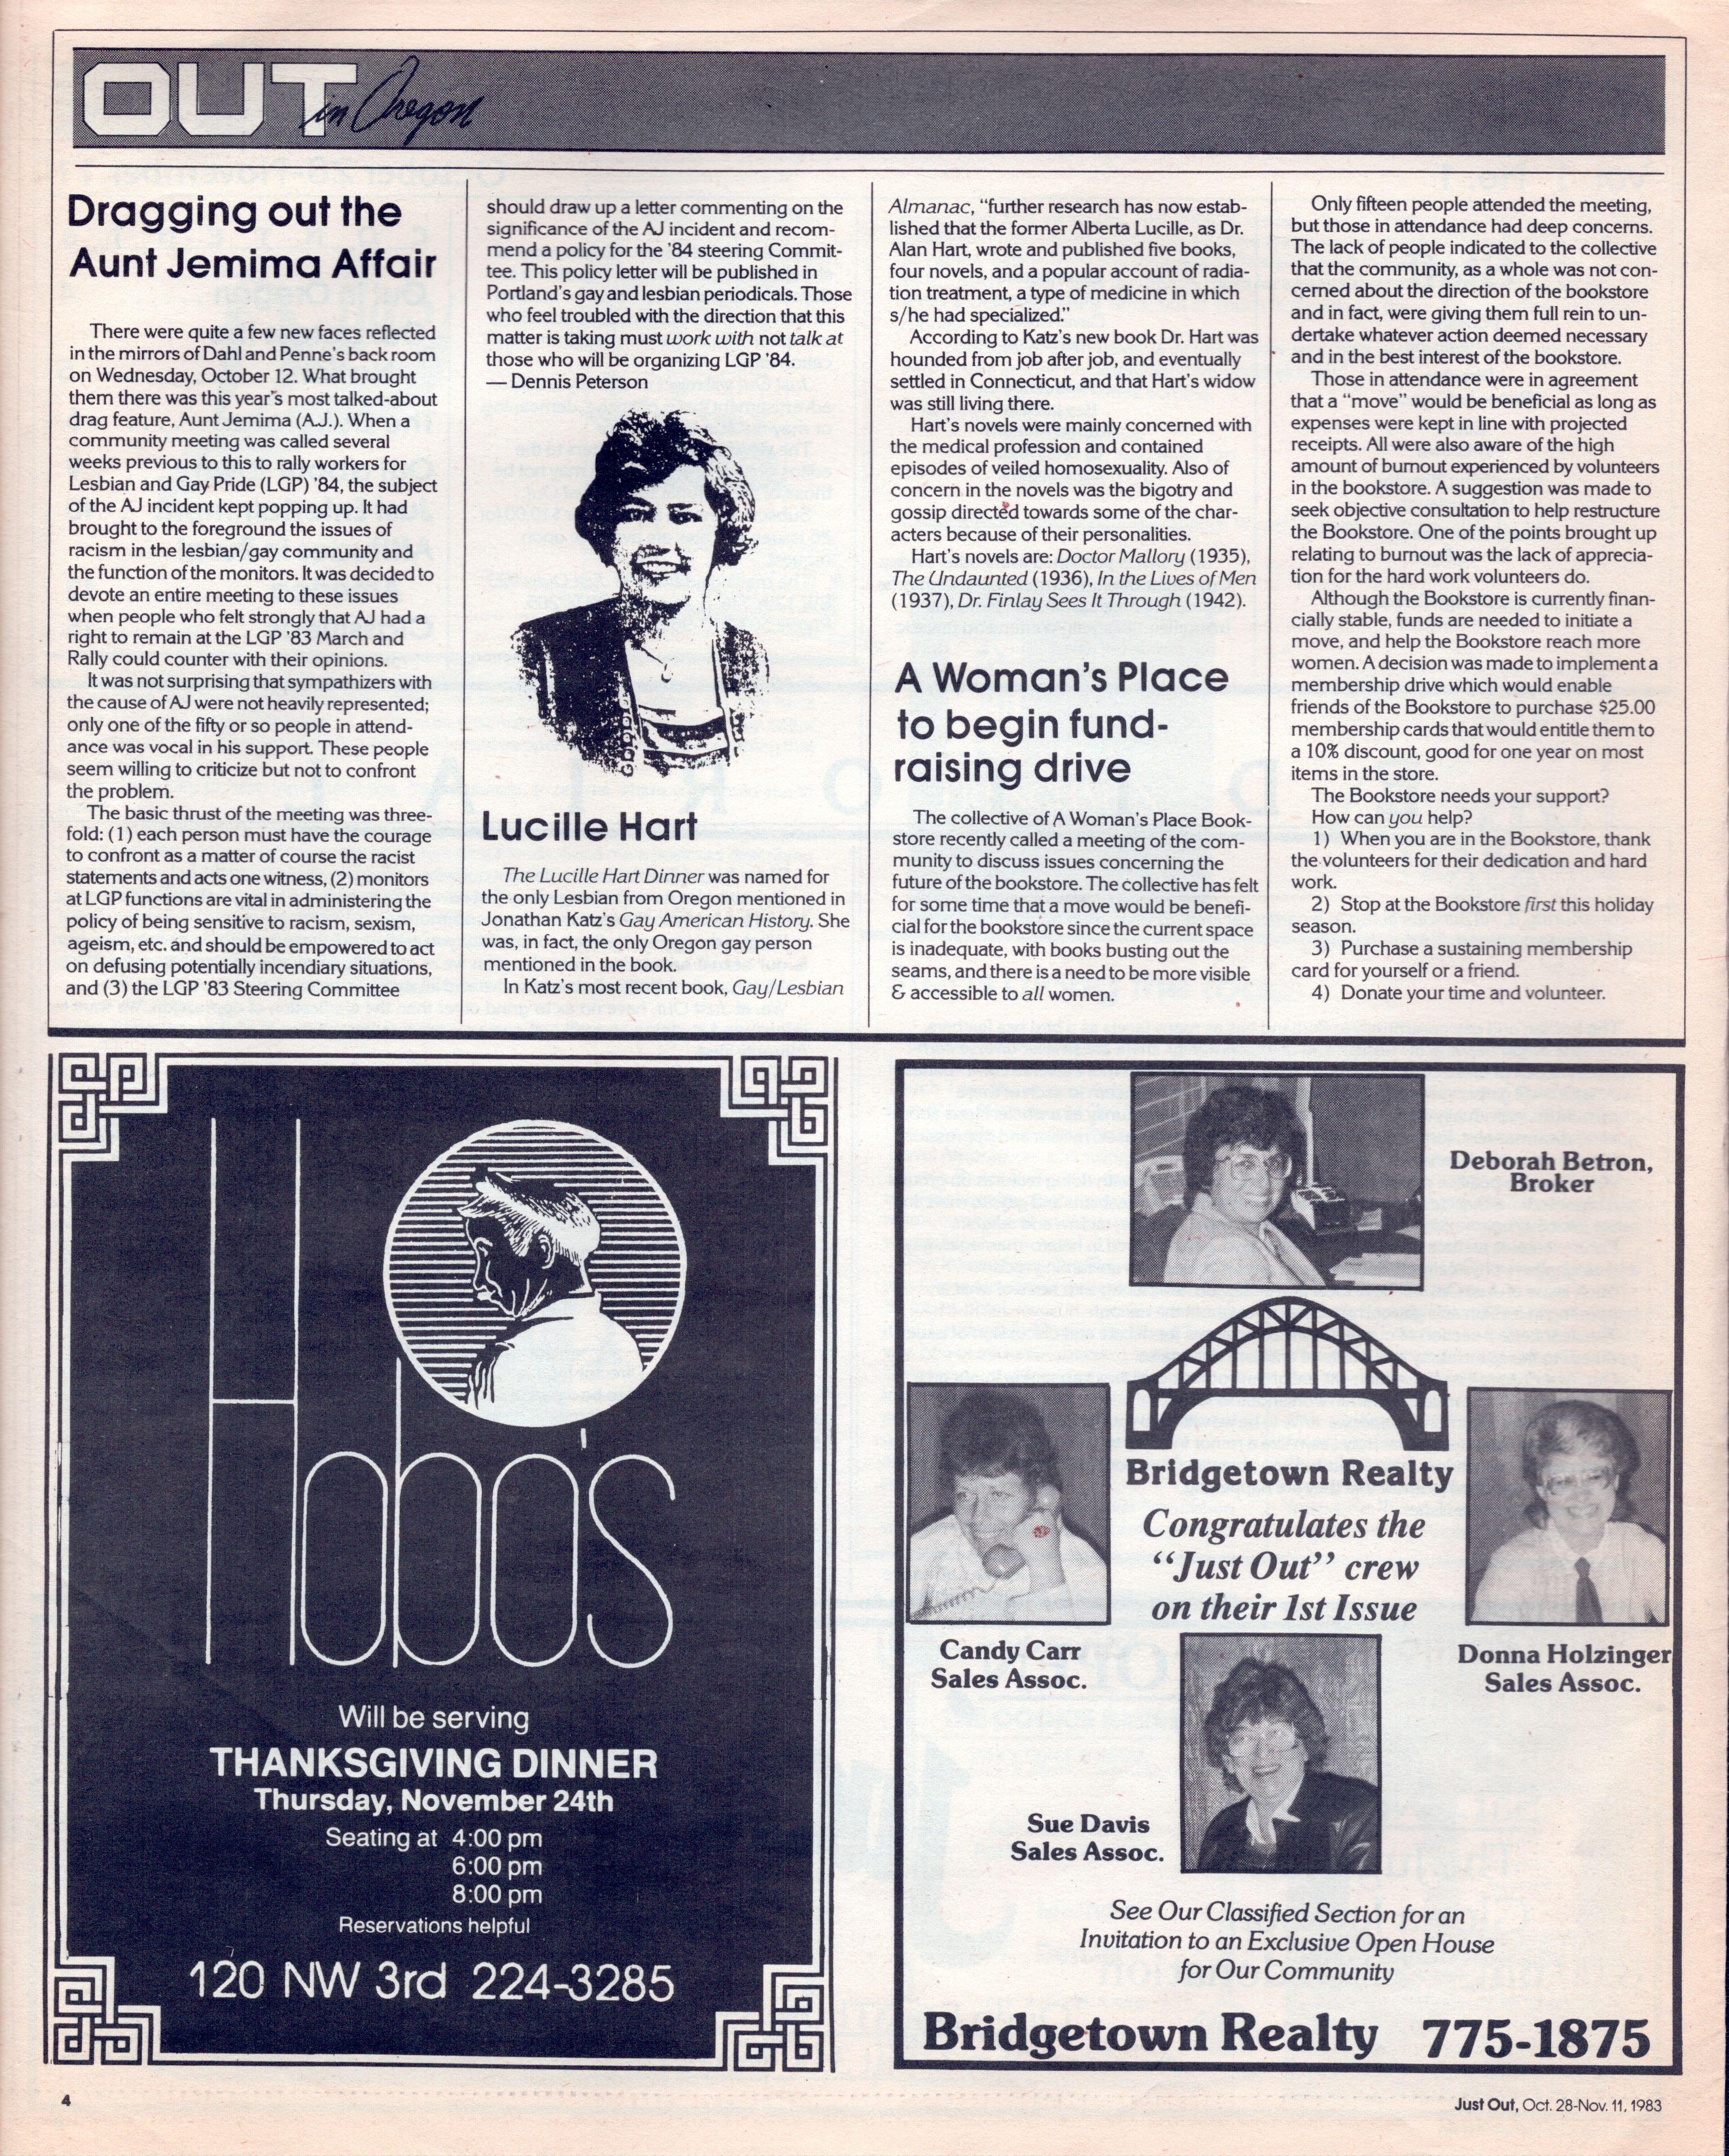 OUT in Oregon
Dragging out the
Aunt Jemima Affair
There were quite a few new faces reflected
in the mirrors of Dahl and Penne's back room
on Wednesday, October 12. What brought
them there was this year's most talked-about
drag feature, Aunt Jemima (A.J.). When a
community meeting was called several
weeks previous to this to rally workers for
Lesbian and Gay Pride (LGP) '84, the subject
of the AJ incident kept popping up. It had
brought to the foreground the issues of
racism in the lesbian/gay community and
the function of the monitors. It was decided to
devote an entire meeting to these issues
when people who felt strongly that AJ had a
right to remain at the LGP '83 March and
Rally could counter with their opinions.
It was not surprising that sympathizers with
the cause of AJ were not heavily represented;
only one of the fifty or so people in attend-
ance was vocal in his support. These people
seem willing to criticize but not to confront
the problem.
The basic thrust of the meeting was three-
fold: (1) each person must have the courage
to confront as a matter of course the racist
statements and acts one witness, (2) monitors
at LGP functions are vital in administering the
policy of being sensitive to racism, sexism,
ageism, etc. and should be empowered to act
on defusing potentially incendiary situations,
and (3) the LGP '83 Steering Committee
should draw up a letter commenting on the
significance of the AJ incident and recom-
mend a policy for the '84 steering Commit-
tee. This policy letter will be published in
Portland's gay and lesbian periodicals. Those
who feel troubled with the direction that this
matter is taking must work with not talk at
those who will be organizing LGP '84.
— Dennis Peterson
Lucille Hart
The Lucille Hart Dinner was named for
the only Lesbian from Oregon mentioned in
Jonathan Katz's Gay American History. She
was, in fact, the only Oregon gay person
mentioned in the book.
In Katz's most recent book, Gay/Lesbian
Almanac, "further research has now estab-
lished that the former Alberta Lucille, as Dr.
Alan Hart, wrote and published five books,
four novels, and a popular account of radia-
tion treatment, a type of medicine in which
s/he had specialized."
According to Katz's new book Dr. Hart was
hounded from job after job, and eventually
settled in Connecticut, and that Hart's widow
was still living there.
Hart's novels were mainly concerned with
the medical profession and contained
episodes of veiled homosexuality. Also of
concern in the novels was the bigotry and
gossip directed towards some of the char-
acters because of their personalities.
Hart's novels are: Doctor Mallory (1935),
The Undaunted (1936), In the Lives of Men
(1937), Dr. Finlay Sees It Through (1942).
A Woman's Place
to begin fund-
raising drive
The collective of A Woman's Place Book-
store recently called a meeting of the com-
munity to discuss issues concerning the
future of the bookstore. The collective has felt
for some time that a move would be benefi-
cial for the bookstore since the current space
is inadequate, with books busting out the
seams, and there is a need to be more visible
& accessible to all women.
Only fifteen people attended the meeting,
but those in attendance had deep concerns.
The lack of people indicated to the collective
that the community, as a whole was not con-
cerned about the direction of the bookstore
and in fact, were giving them full rein to un-
dertake whatever action deemed necessary
and in the best interest of the bookstore.
Those in attendance were in agreement
that a "move" would be beneficial as long as
expenses were kept in line with projected
receipts. All were also aware of the high
amount of burnout experienced by volunteers
in the bookstore. A suggestion was made to
seek objective consultation to help restructure
the Bookstore. One of the points brought up
relating to burnout was the lack of apprecia-
tion for the hard work volunteers do.
Although the Bookstore is currently finan-
cially stable, funds are needed to initiate a
move, and help the Bookstore reach more
women. A decision was made to implement a
membership drive which would enable
friends of the Bookstore to purchase $25.00
membership cards that would entitle them to
a 10% discount, good for one year on most
items in the store.
The Bookstore needs your support?
How can you help?
1) When you are in the Bookstore, thank
the volunteers for their dedication and hard
work.
2) Stop at the Bookstore first this holiday
season.
3) Purchase a sustaining membership
card for yourself or a friend.
4) Donate your time and volunteer.
Hobo's
Will be serving
THANKSGIVING DINNER
Thursday, November 24th
Seating at 4:00 pm
6:00 pm
8:00 pm
Reservations helpful
120 NW 3rd 224-3285
Deborah Betron,
Broker
Bridgetown Realty
Congratulates the
"Just Out" crew
on their 1st Issue
Candy Carr
Sales Assoc.
Donna Holzinger
Sales Assoc.
Sue Davis
Sales Assoc.
See Our Classified Section for an
Invitation to an Exclusive Open House
for Our Community
Bridgetown Realty 775-1875
4
Just Out, Oct. 28-Nov. 11, 1983